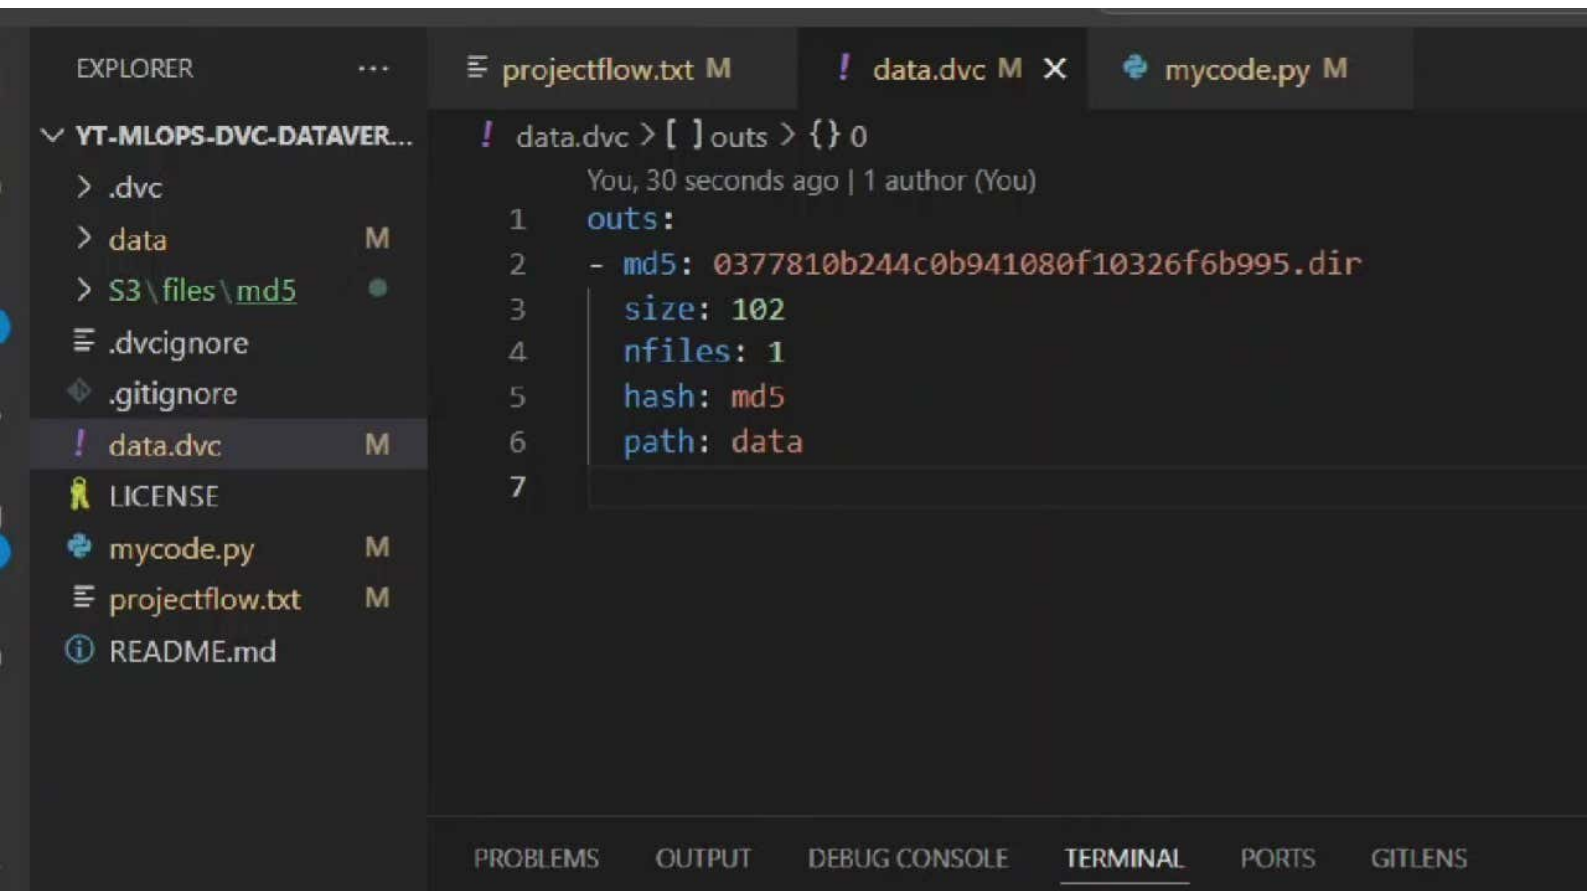 EXPLORER ...
YT-MLOPS-DVC-DATAVER...
.dvc
data M
S3\files\md5
.dvcignore
.gitignore
data.dvc M
LICENSE
mycode.py M
projectflow.txt M
README.md
projectflow.txt M
data.dvc M
mycode.py M
data.dvc > [ ] outs > {} 0
You, 30 seconds ago | 1 author (You)
1 outs:
2 - md5: 0377810b244c0b941080f10326f6b995.dir
3 size: 102
4 nfiles: 1
5 hash: md5
6 path: data
7
PROBLEMS OUTPUT DEBUG CONSOLE TERMINAL PORTS GITLENS